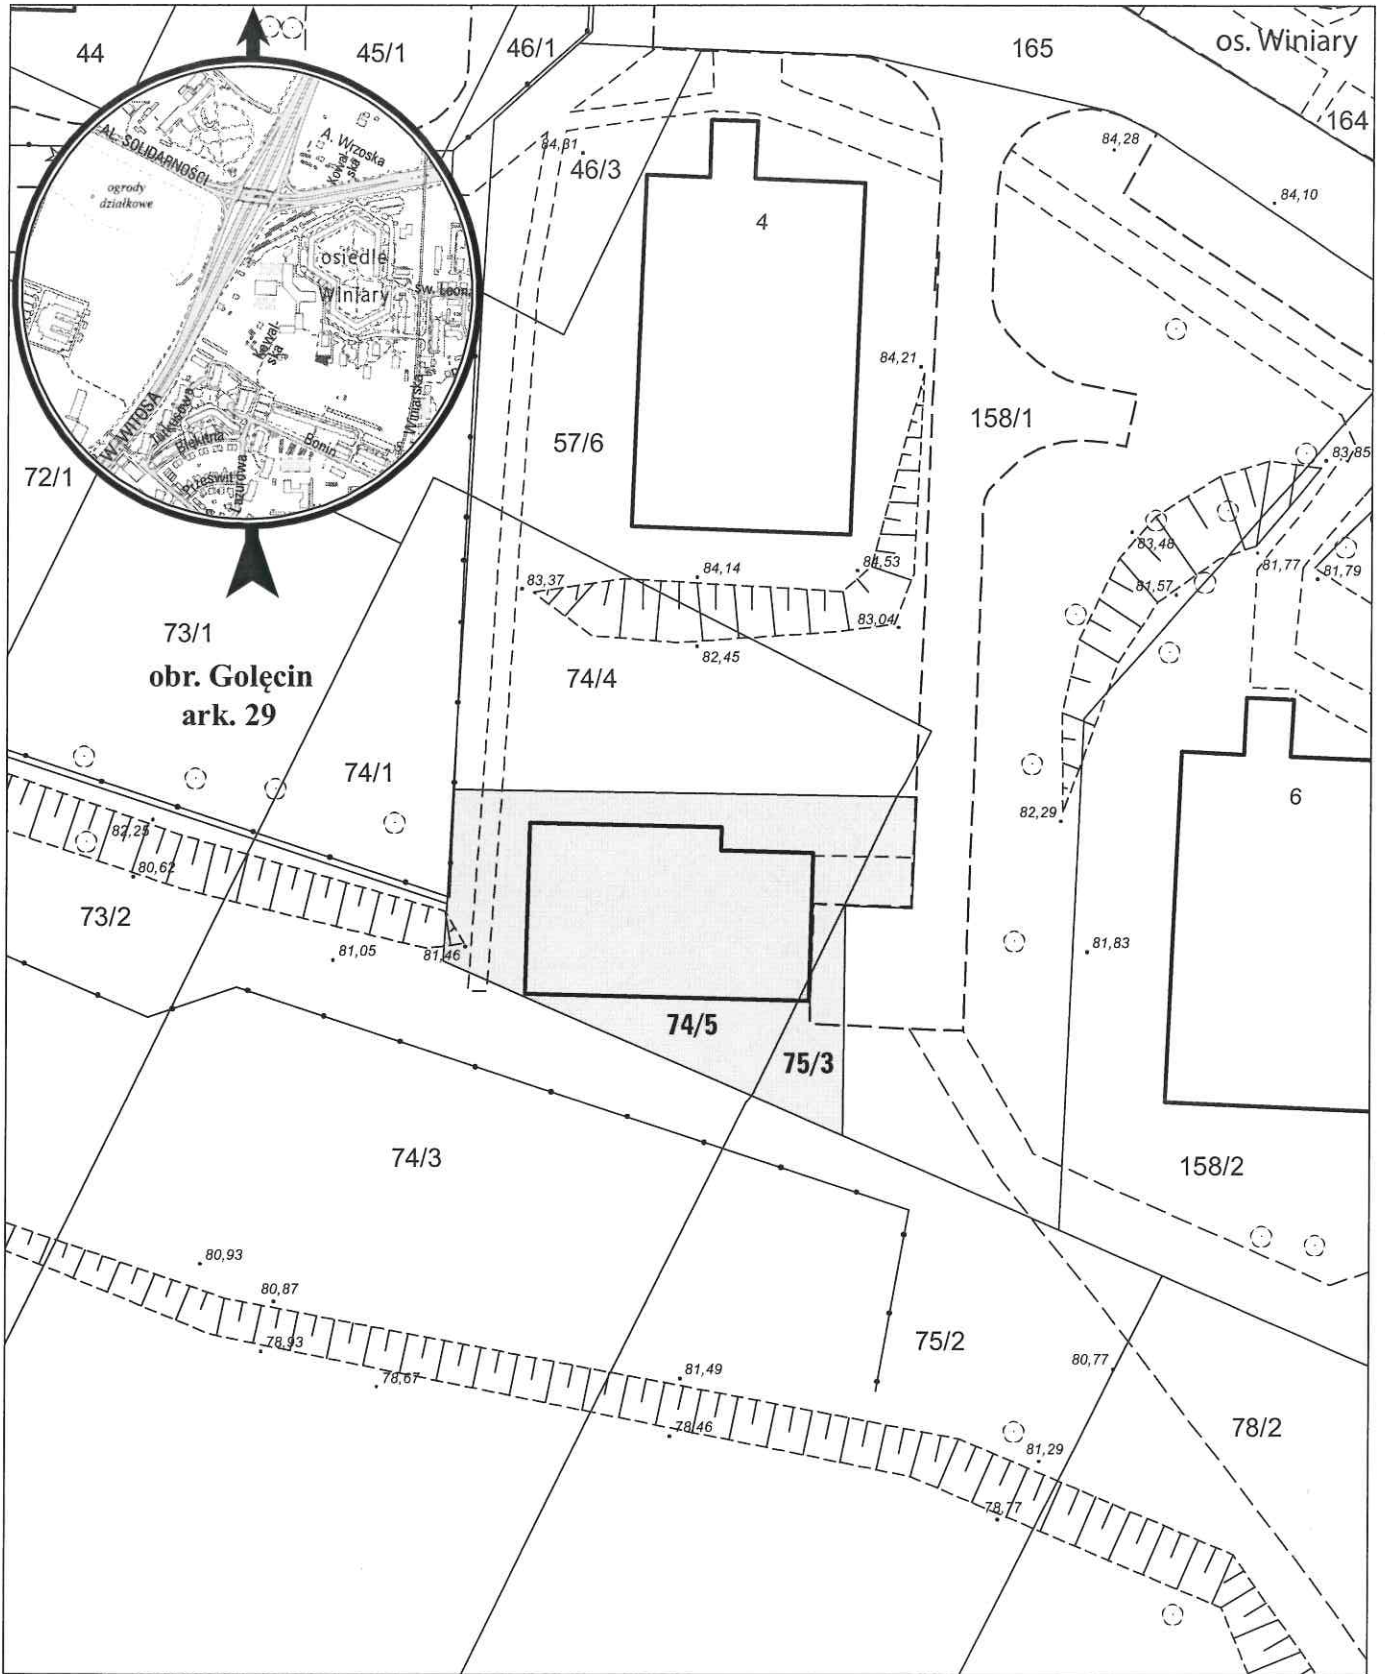 44
45/1
46/1
165
os. Winiary
164
84,28
84,10
84,81
46/3
4
AL. SOLIDARNOŚCI
A. Wrzoska
Kowal-
ska
ogrody
działkowe
osiedle
Winiary
Św. Leon.
Kowal-
ska
W. WITOSA
Błękitna
Bonin
Winiarska
Prześwit
Lazurowa
84,21
158/1
57/6
72/1
83,85
83,48
81,77
81,79
81,57
84,53
84,14
83,37
83,04
82,45
73/1
74/4
obr. Golęcin
ark. 29
74/1
6
82,29
82,25
80,62
73/2
81,05
81,46
81,83
74/5
75/3
74/3
158/2
80,93
80,87
78,93
78,67
75/2
80,77
81,49
78,46
78/2
81,29
78,77